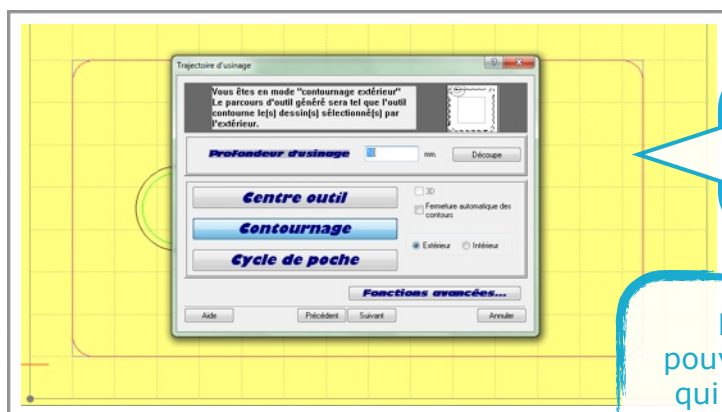 Trajectoire d'usinage
Vous êtes en mode "contournage extérieur"
Le parcours d'outil généré sera tel que l'outil
contourne le(s) dessin(s) sélectionné(s) par
l'extérieur.
Profondeur d'usinage 10 mm. Découpe
Centre outil
3D
Fermeture automatique des
contours
Contournage
Extérieur Intérieur
Cycle de poche
Fonctions avancées...
Aide Précédent Suivant Annuler
qui